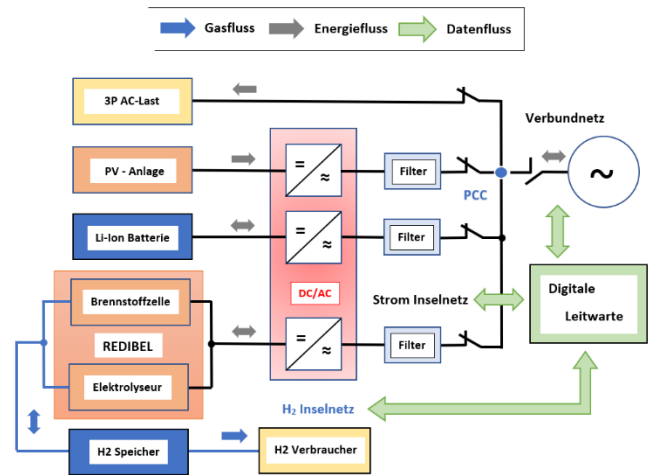 Gasfluss
Energiefluss
Datenfluss
3P AC-Last
Verbundnetz
PV - Anlage
=
≈
Filter
PCC
~
Li-Ion Batterie
=
≈
Filter
DC/AC
Strom Inselnetz
Digitale
Leitwarte
Brennstoffzelle
REDIBEL
Elektrolyseur
=
≈
Filter
H₂ Inselnetz
H2 Speicher
H2 Verbraucher